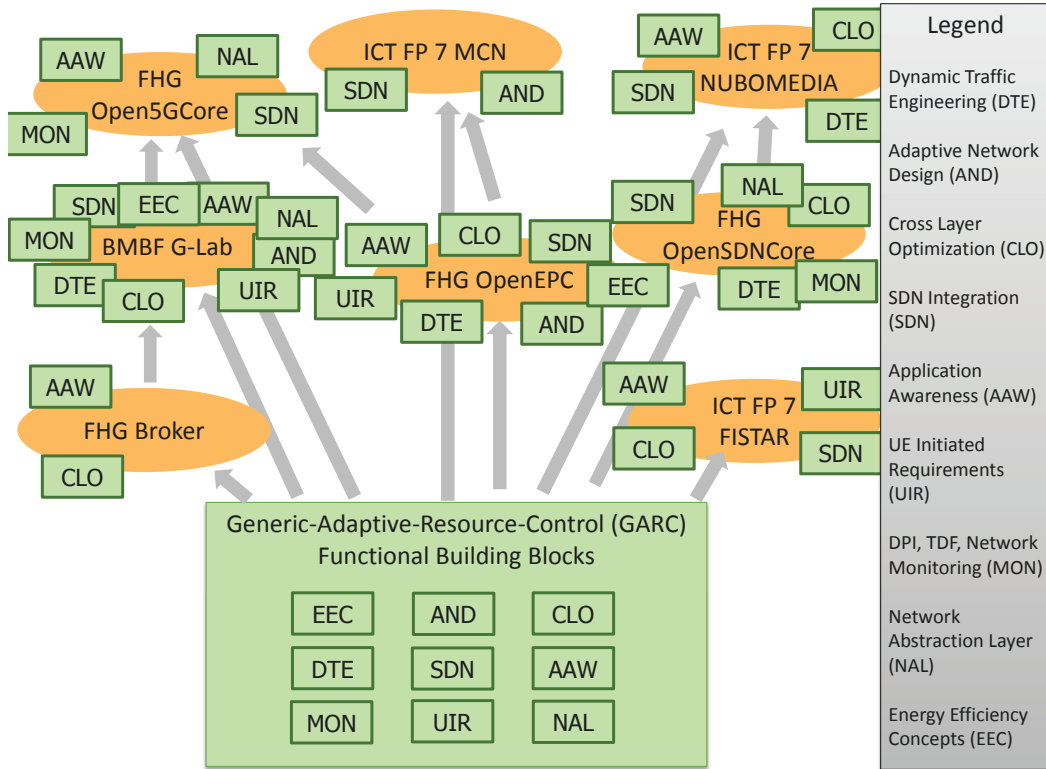 AAW
NAL
FHG
Open5GCore
MON
SDN
ICT FP 7 MCN
SDN
AND
AAW
CLO
ICT FP 7
NUBOMEDIA
SDN
DTE
SDN
EEC
AAW
NAL
MON
BMBF G-Lab
AND
DTE
CLO
UIR
AAW
CLO
SDN
FHG OpenEPC
UIR
DTE
AND
EEC
SDN
NAL
CLO
FHG
OpenSDNCore
DTE
MON
AAW
FHG Broker
CLO
AAW
UIR
ICT FP 7
FISTAR
CLO
SDN
Generic-Adaptive-Resource-Control (GARC)
Functional Building Blocks
EEC AND CLO
DTE SDN AAW
MON UIR NAL
Legend
Dynamic Traffic
Engineering (DTE)
Adaptive Network
Design (AND)
Cross Layer
Optimization (CLO)
SDN Integration
(SDN)
Application
Awareness (AAW)
UE Initiated
Requirements
(UIR)
DPI, TDF, Network
Monitoring (MON)
Network
Abstraction Layer
(NAL)
Energy Efficiency
Concepts (EEC)